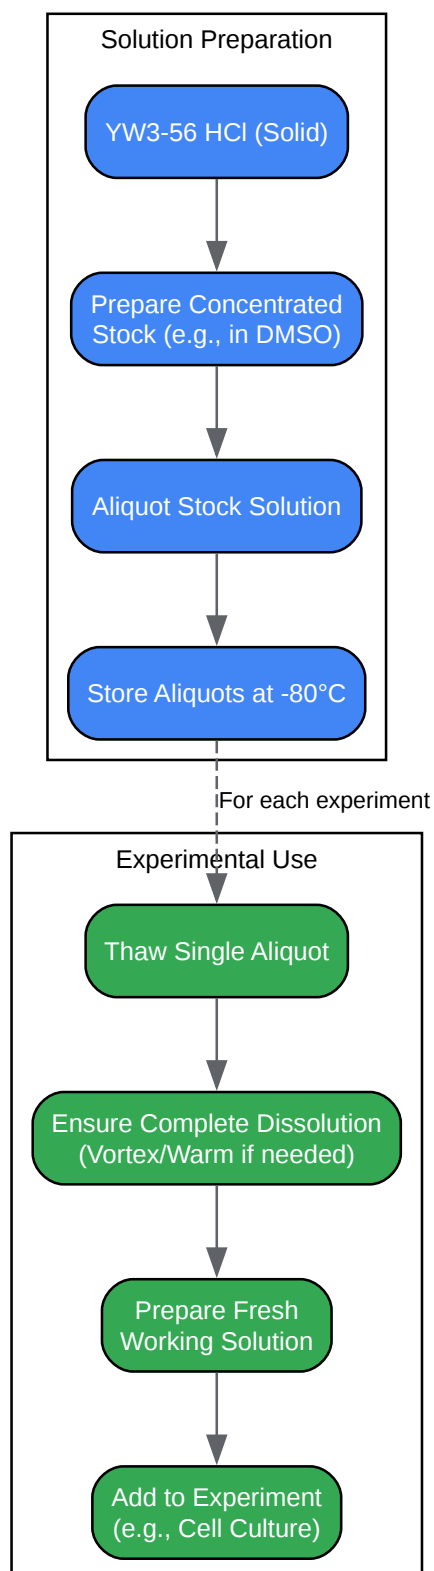 Solution Preparation
YW3-56 HCl (Solid)
Prepare Concentrated
Stock (e.g., in DMSO)
Aliquot Stock Solution
Store Aliquots at -80°C
For each experiment
Experimental Use
Thaw Single Aliquot
Ensure Complete Dissolution
(Vortex/Warm if needed)
Prepare Fresh
Working Solution
Add to Experiment
(e.g., Cell Culture)